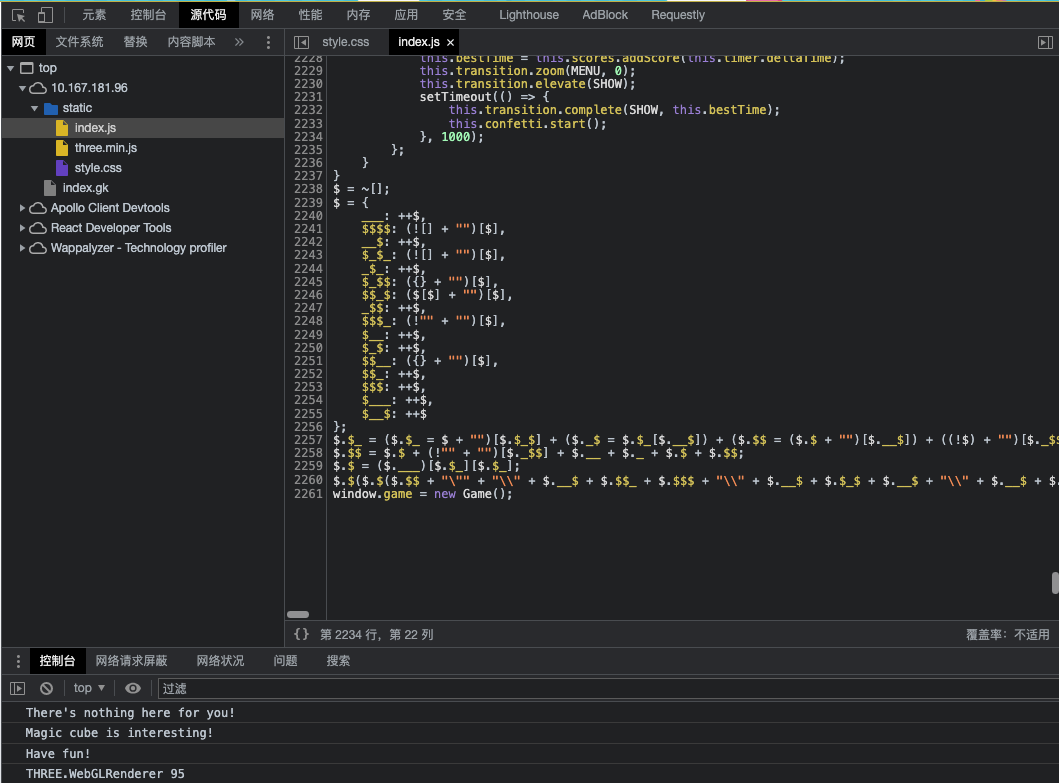 元素 控制台 源代码 网络 性能 内存 应用 安全 Lighthouse AdBlock Requestly
网页 文件系统 替换 内容脚本 » style.css index.js ×
top
10.167.181.96
static
index.js
three.min.js
style.css
index.gk
Apollo Client Devtools
React Developer Tools
Wappalyzer - Technology profiler
2228 this.bestTime = this.scores.addScore(this.timer.deltaTime);
2229 this.transition.zoom(MENU, 0);
2230 this.transition.elevate(SHOW);
2231 setTimeout(() => {
2232 this.transition.complete(SHOW, this.bestTime);
2233 this.confetti.start();
2234 }, 1000);
2235 };
2236 }
2237 }
2238 $ = ~[];
2239 $ = {
2240 ___: ++$,
2241 $$$$: (![] + "")[$],
2242 __$: ++$,
2243 $_$_: (![] + "")[$],
2244 _$_: ++$,
2245 $_$$: ({} + "")[$],
2246 $$_$: ($[$] + "")[$],
2247 _$$: ++$,
2248 $$$_: (!"" + "")[$],
2249 $__: ++$,
2250 $_$: ++$,
2251 $$__: ({} + "")[$],
2252 $$_: ++$,
2253 $$$: ++$,
2254 $___: ++$,
2255 $__$: ++$
2256 };
2257 $.$_ = ($.$_ = $ + "")[$.$_$] + ($._$ = $.$_[$.__$]) + ($.$$ = ($.$ + "")[$.__$]) + ((!$) + "")[$._$$
2258 $.$$ = $.$ + (!"" + "")[$._$$] + $.__ + $._ + $.$ + $.$$;
2259 $.$ = ($.___)[$.$_][$.$_];
2260 $.$($.$($.$$ + "\"" + "\\" + $.__$ + $.$$_ + $.$$$ + "\\" + $.__$ + $.$_$ + $.__$ + "\\" + $.__$ + $.
2261 window.game = new Game();
{} 第 2234 行，第 22 列 覆盖率：不适用
控制台 网络请求屏蔽 网络状况 问题 搜索
top ▼ 过滤
There's nothing here for you!
Magic cube is interesting!
Have fun!
THREE.WebGLRenderer 95